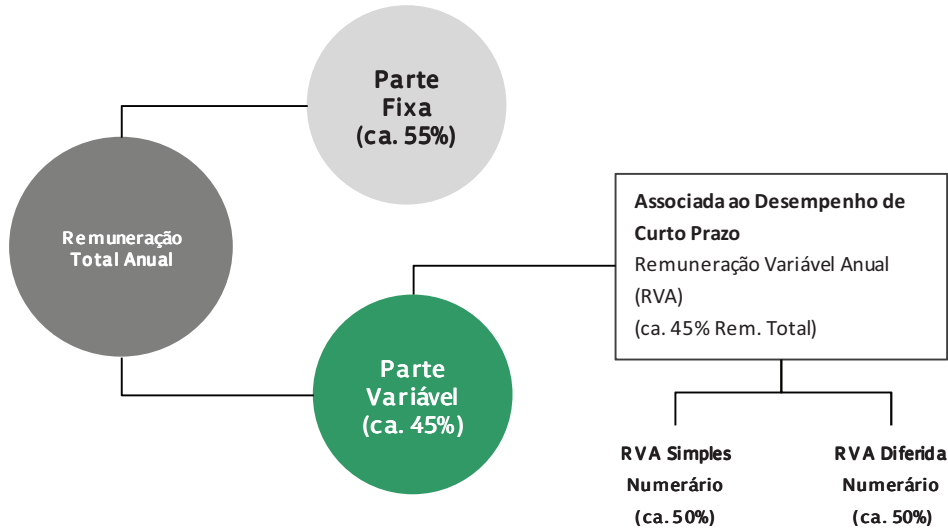 Parte
Fixa
(ca. 55%)
Remuneração
Total Anual
Parte
Variável
(ca. 45%)
Associada ao Desempenho de
Curto Prazo
Remuneração Variável Anual
(RVA)
(ca. 45% Rem. Total)
RVA Simples
Numerário
(ca. 50%)
RVA Diferida
Numerário
(ca. 50%)